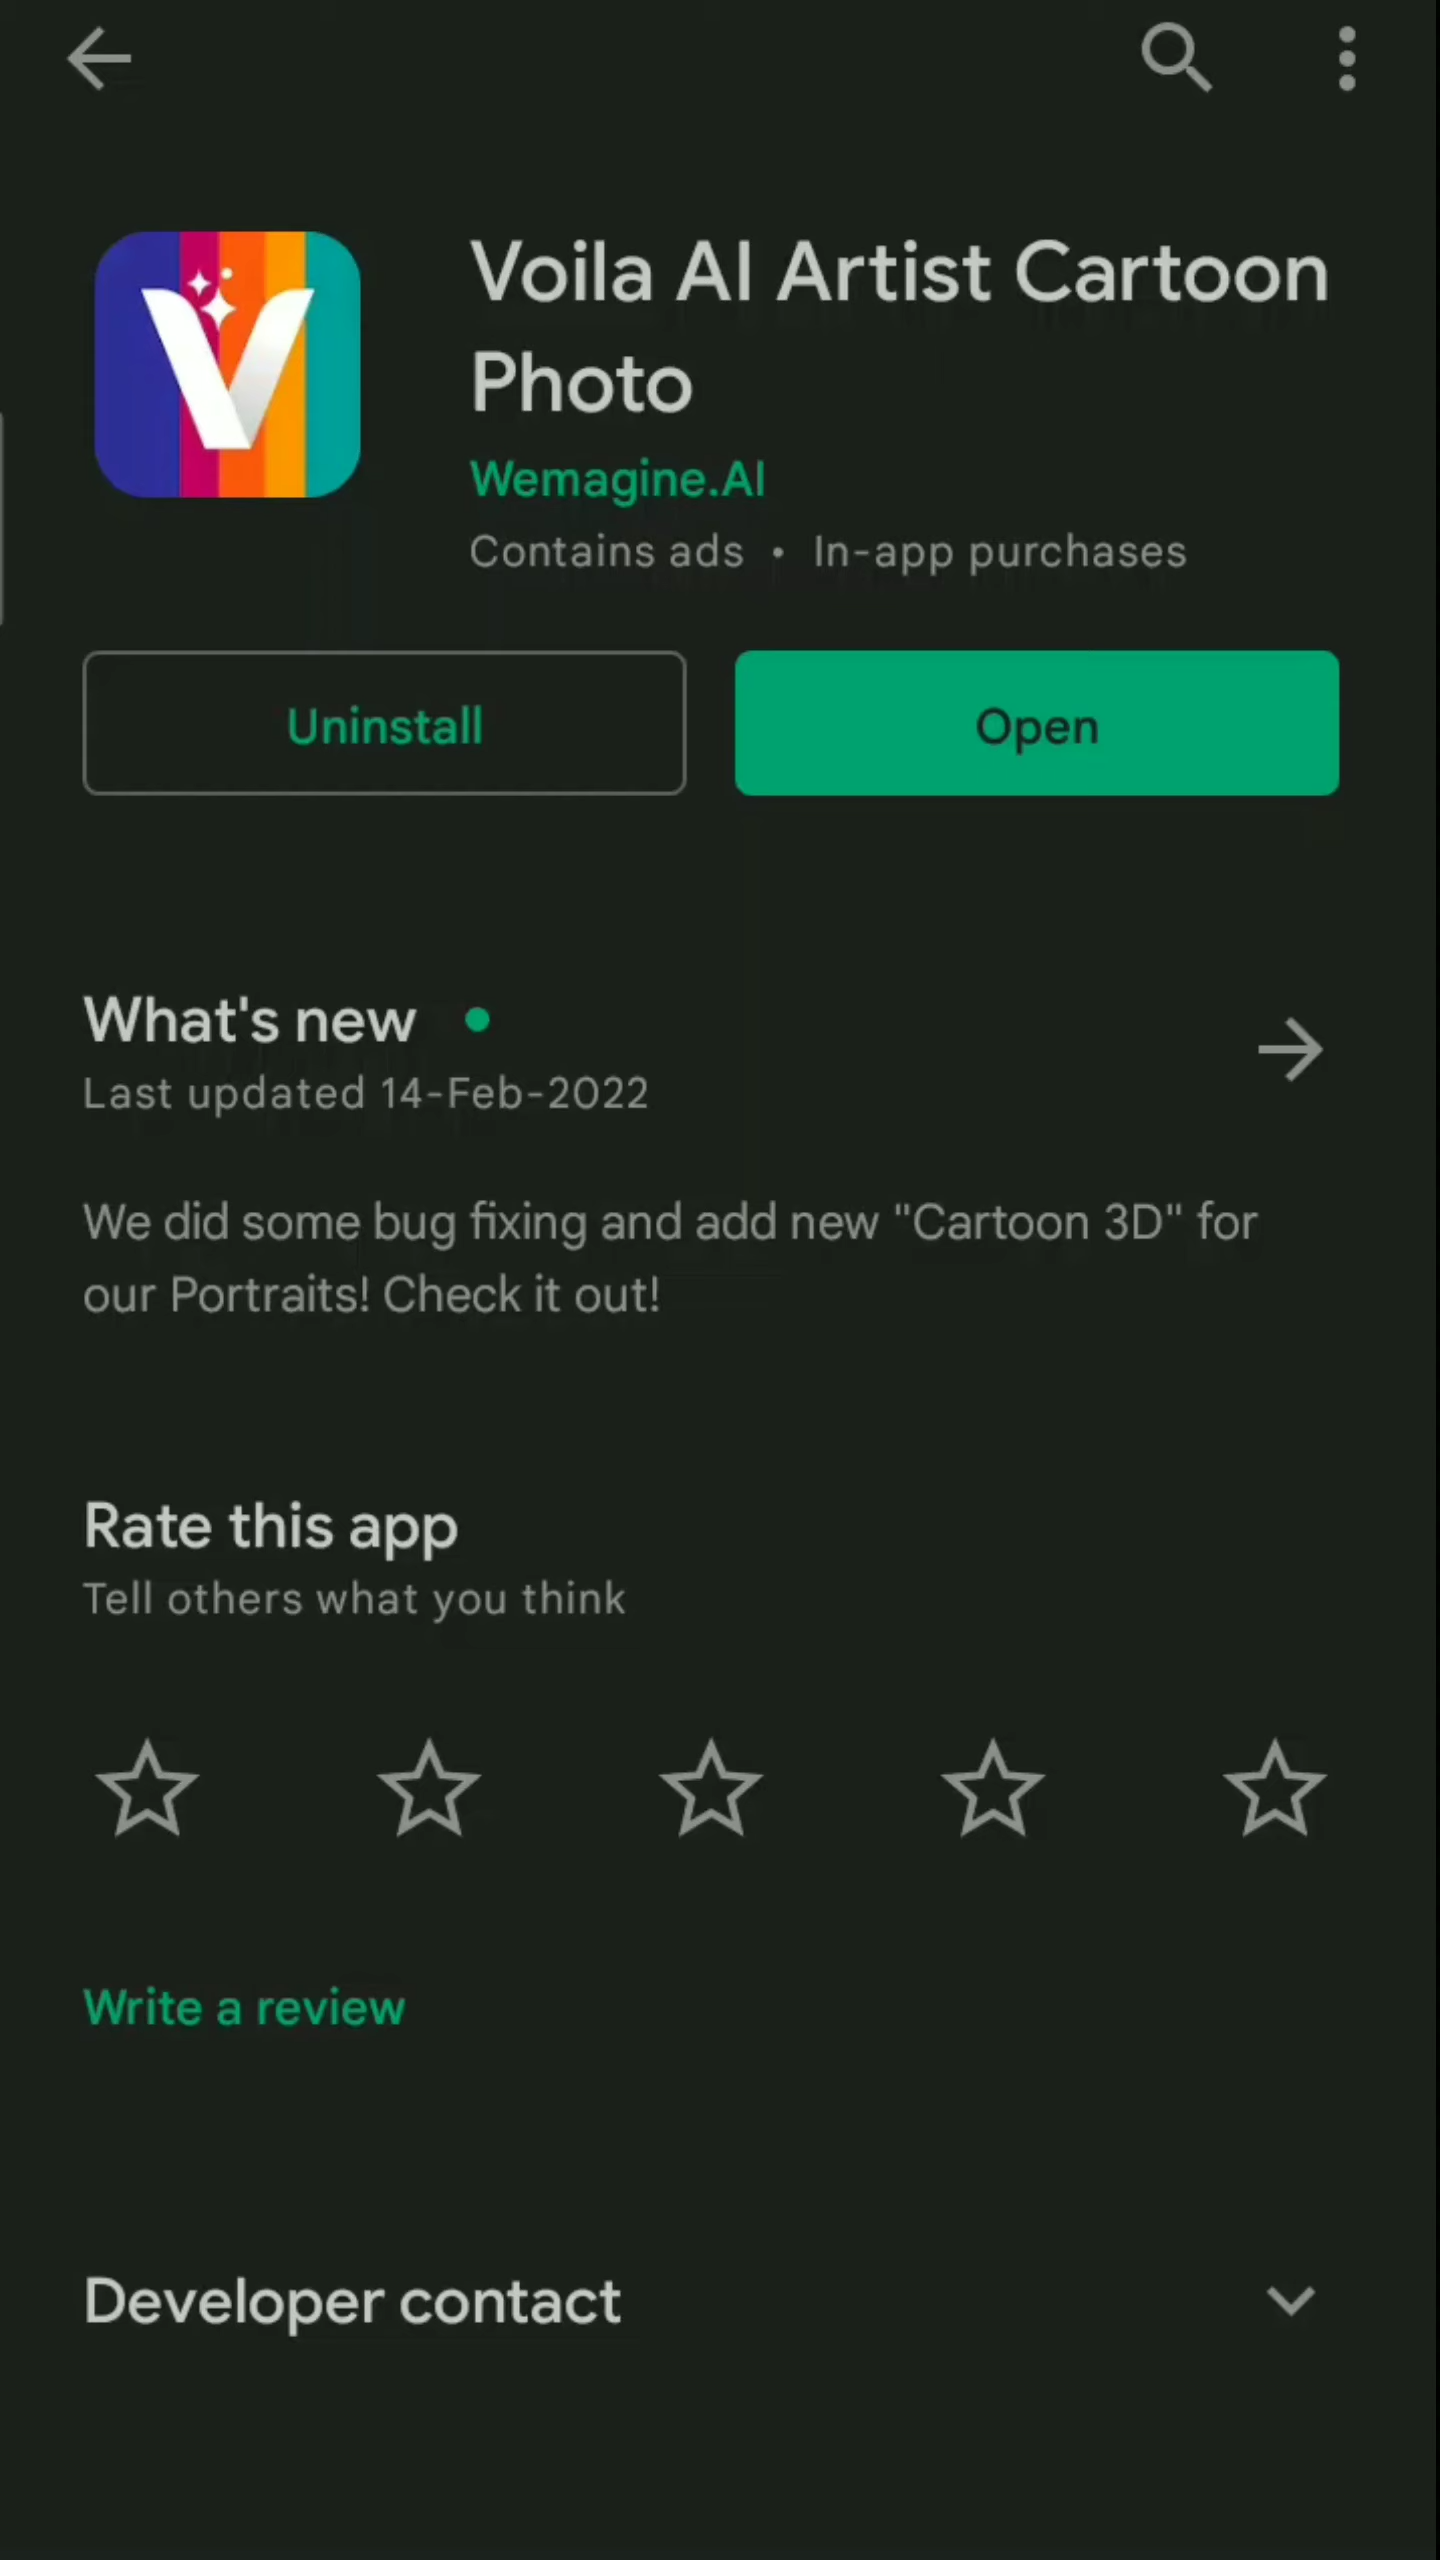 Voila AI Artist Cartoon
Photo
Wemagine.AI
Contains ads • In-app purchases
Uninstall
Open
What's new
Last updated 14-Feb-2022
We did some bug fixing and add new "Cartoon 3D" for
our Portraits! Check it out!
Rate this app
Tell others what you think
Write a review
Developer contact